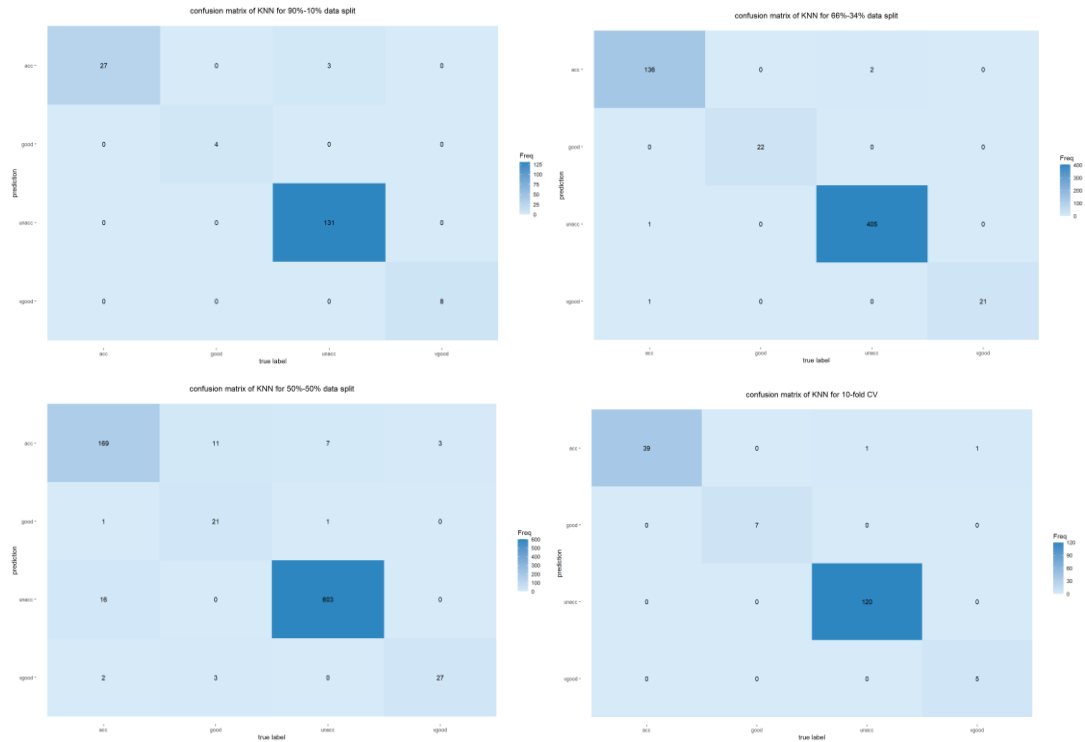 confusion matrix of KNN for 90%-10% data split
acc 27 0 3 0
good 0 4 0 0
unacc 0 0 131 0
vgood 0 0 0 8
acc good unacc vgood
true label
prediction
Freq
125
100
75
50
25
0
confusion matrix of KNN for 66%-34% data split
acc 136 0 2 0
good 0 22 0 0
unacc 1 0 405 0
vgood 1 0 0 21
acc good unacc vgood
true label
prediction
Freq
400
300
200
100
0
confusion matrix of KNN for 50%-50% data split
acc 169 11 7 3
good 1 21 1 0
unacc 16 0 603 0
vgood 2 3 0 27
acc good unacc vgood
true label
prediction
Freq
600
500
400
300
200
100
0
confusion matrix of KNN for 10-fold CV
acc 39 0 1 1
good 0 7 0 0
unacc 0 0 120 0
vgood 0 0 0 5
acc good unacc vgood
true label
prediction
Freq
120
90
60
30
0